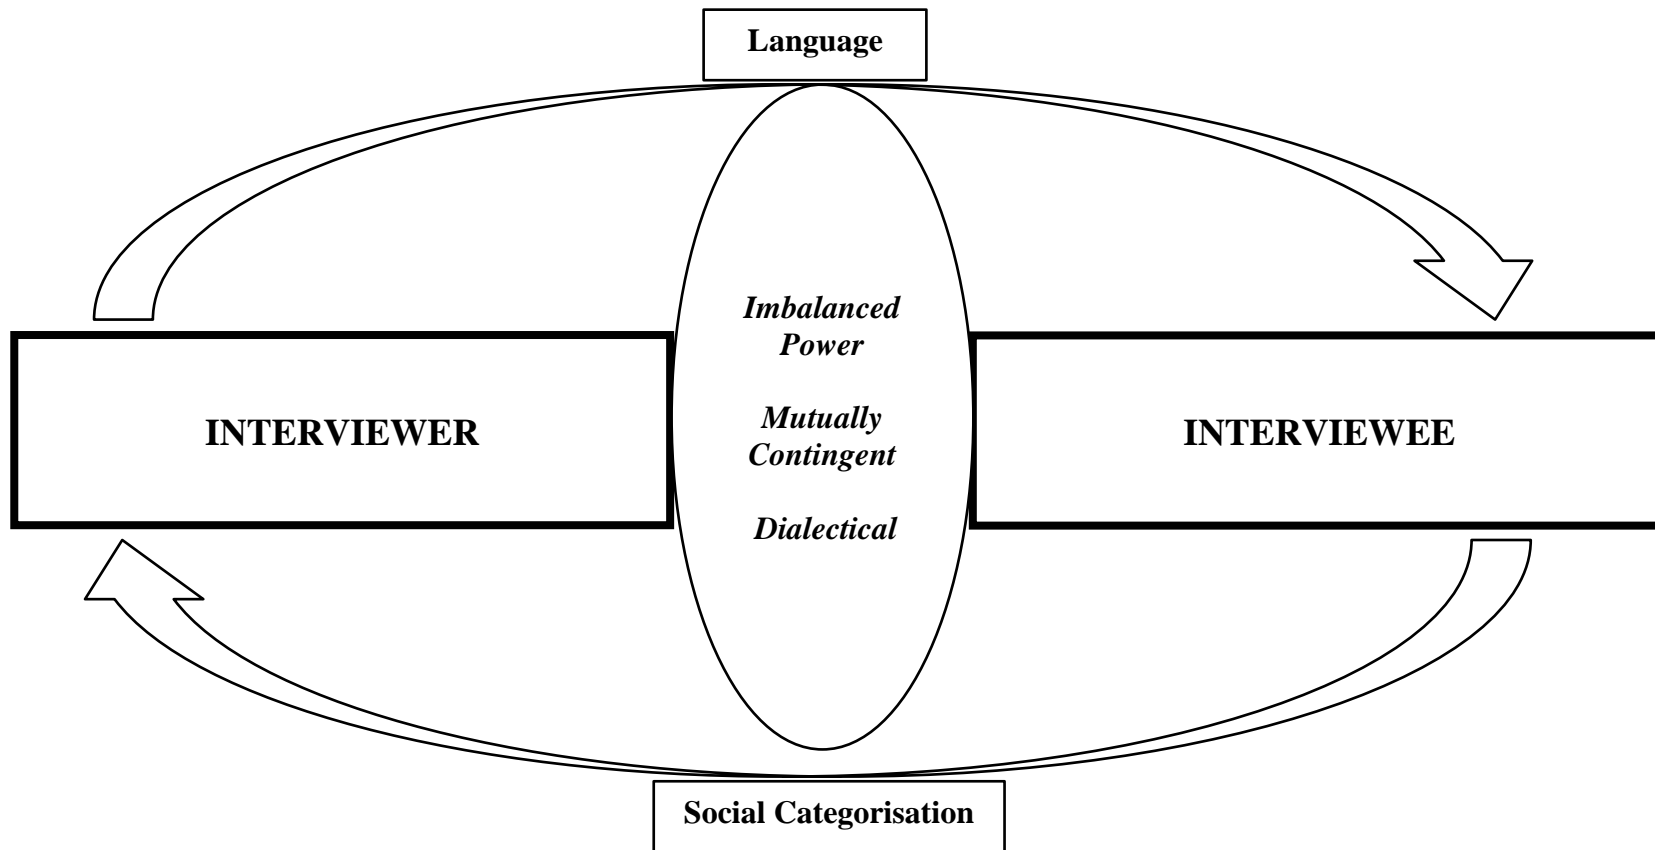 Language
Imbalanced
Power
Mutually
Contingent
Dialectical
INTERVIEWER
INTERVIEWEE
Social Categorisation